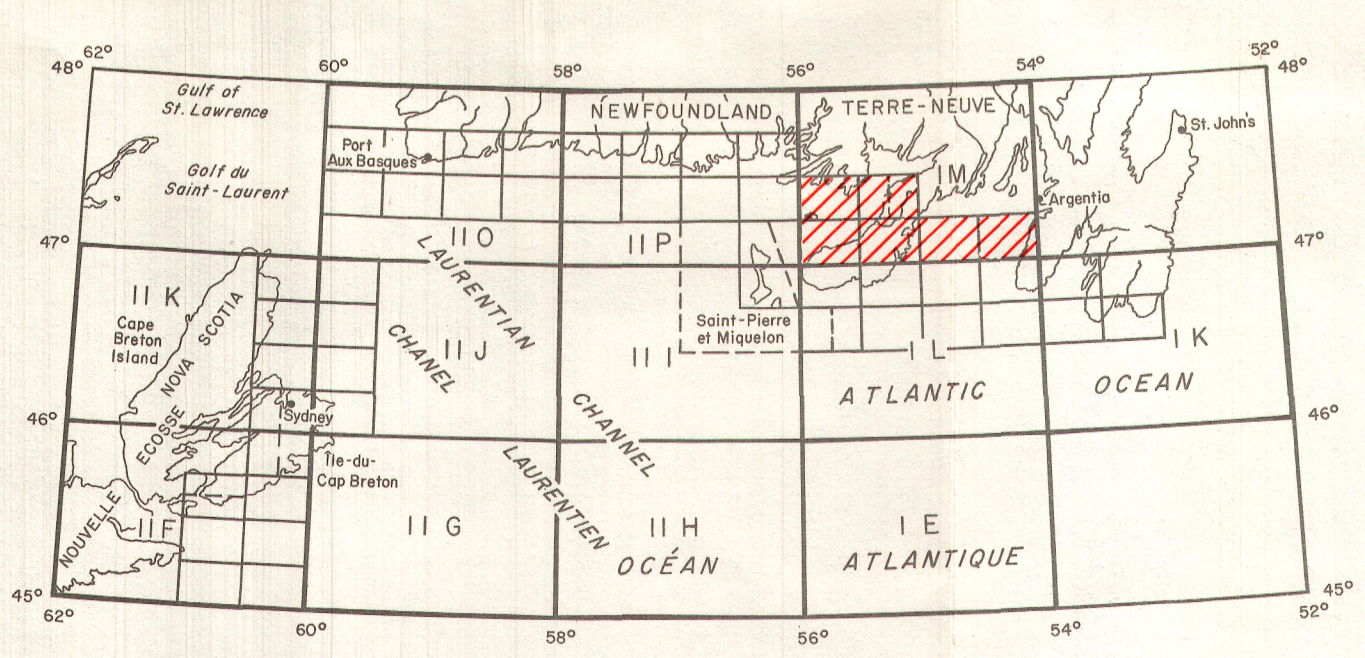 62°
60°
58°
56°
54°
52°
48°
48°
Gulf of
St. Lawrence
NEWFOUNDLAND
TERRE-NEUVE
St. John's
Port
Aux Basques
Golf du
Saint-Laurent
1 M
Argentia
47°
11 O
11 P
47°
LAURENTIAN
CHANEL
11 K
Cape
Breton
Island
NOVA SCOTIA
ECOSSE
NOUVELLE
11 J
11 I
Saint-Pierre
et Miquelon
1 L
1 K
ATLANTIC
OCEAN
46°
Sydney
CHANNEL
LAURENTIEN
46°
Île-du-
Cap Breton
11 F
11 G
11 H
1 E
OCÉAN
ATLANTIQUE
45°
45°
62°
60°
58°
56°
54°
52°